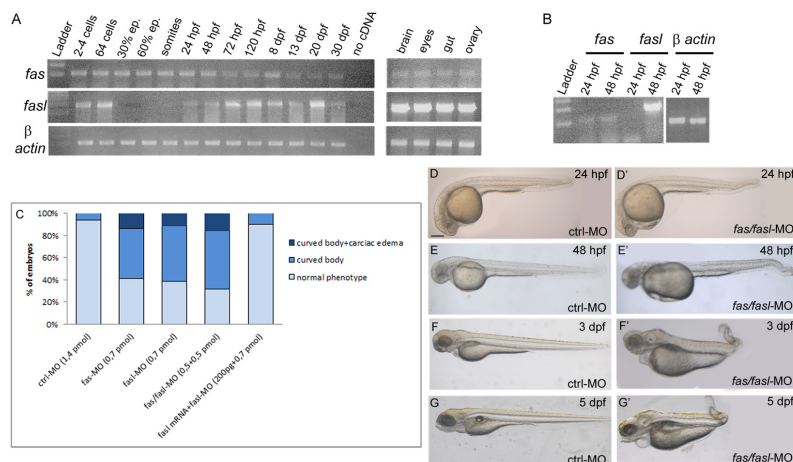 A
Ladder
2-4 cells
64 cells
30% ep.
60% ep.
somites
24 hpf
48 hpf
72 hpf
120 hpf
8 dpf
13 dpf
20 dpf
30 dpf
no cDNA
brain
eyes
gut
ovary
fas
fasl
β
actin
B
fas
fasl
β actin
Ladder
24 hpf
48 hpf
24 hpf
48 hpf
24 hpf
48 hpf
C
100%
80%
60%
40%
20%
0%
% of embryos
curved body+carciac edema
curved body
normal phenotype
ctrl-MO (1,4 pmol)
fas-MO (0,7 pmol)
fasl-MO (0,7 pmol)
fas/fasl-MO (0,5+0,5 pmol)
fasl mRNA+fasl-MO (200pg+0,7 pmol)
D
24 hpf
ctrl-MO
D'
24 hpf
fas/fasl-MO
E
48 hpf
ctrl-MO
E'
48 hpf
fas/fasl-MO
F
3 dpf
ctrl-MO
F'
3 dpf
fas/fasl-MO
G
5 dpf
ctrl-MO
G'
5 dpf
fas/fasl-MO